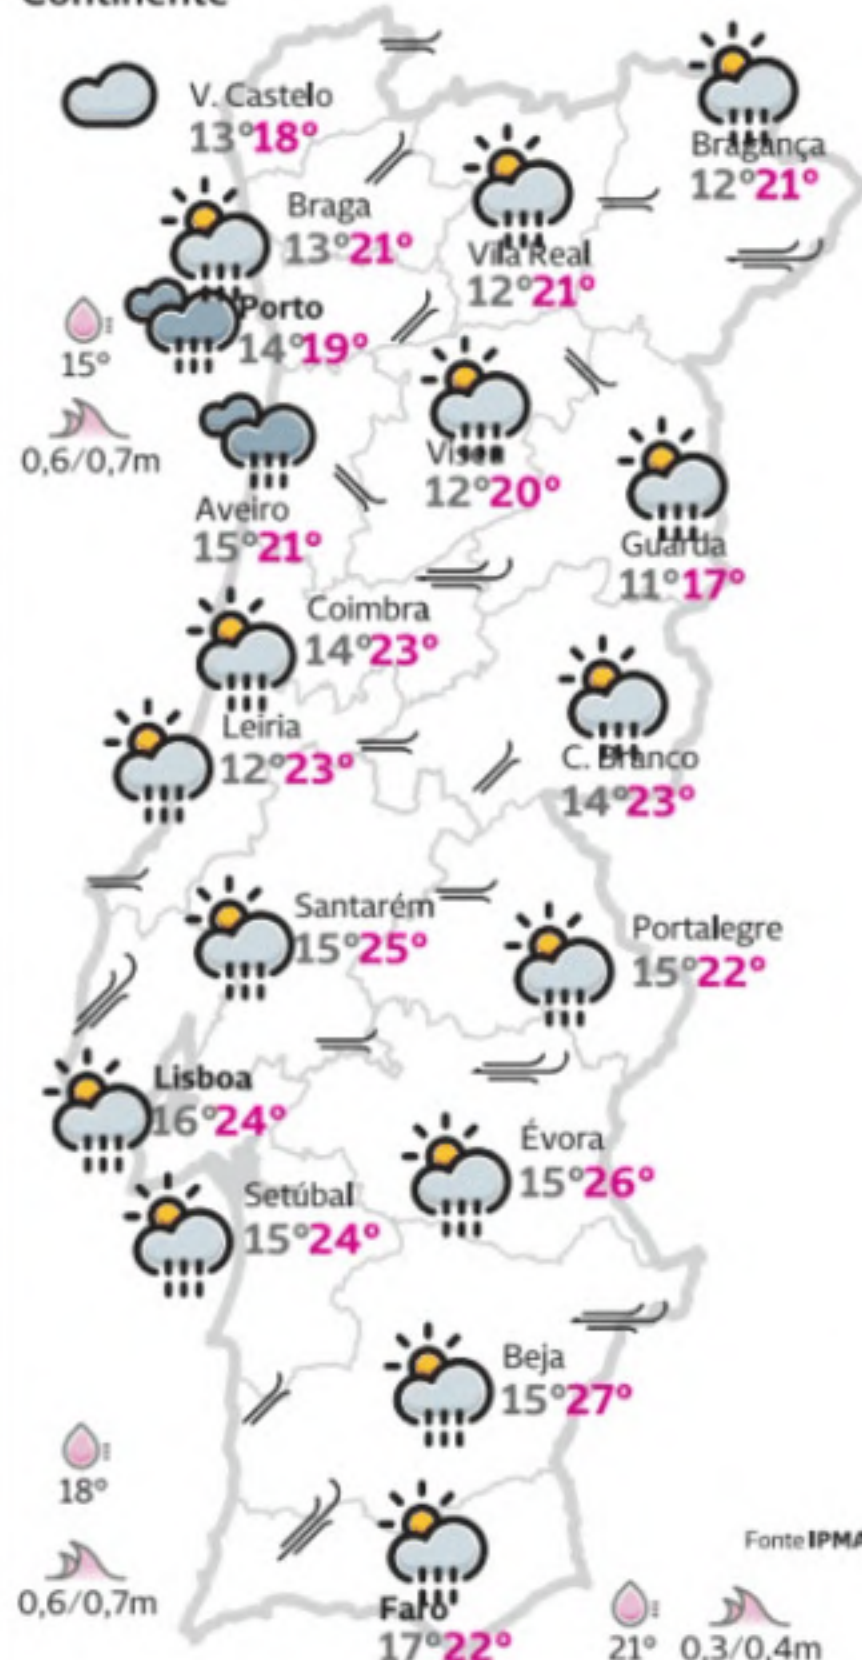 Continente
V. Castelo
13°18°
Bragança
12°21°
Braga
13°21°
Vila Real
12°21°
Porto
14°19°
15°
0,6/0,7m
Viseu
12°20°
Aveiro
15°21°
Guarda
11°17°
Coimbra
14°23°
Leiria
12°23°
C. Branco
14°23°
Santarém
15°25°
Portalegre
15°22°
Lisboa
16°24°
Évora
15°26°
Setúbal
15°24°
Beja
15°27°
18°
0,6/0,7m
Fonte IPMA
Faro
17°22°
21°
0,3/0,4m